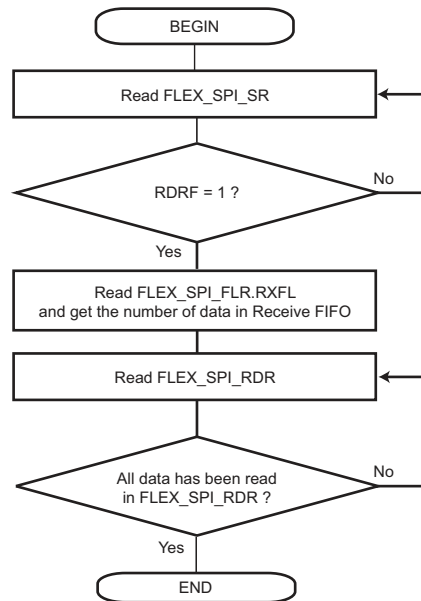 BEGIN
Read FLEX_SPI_SR
RDRF = 1 ?
No
Yes
Read FLEX_SPI_FLR.RXFL
and get the number of data in Receive FIFO
Read FLEX_SPI_RDR
All data has been read
in FLEX_SPI_RDR ?
No
Yes
END